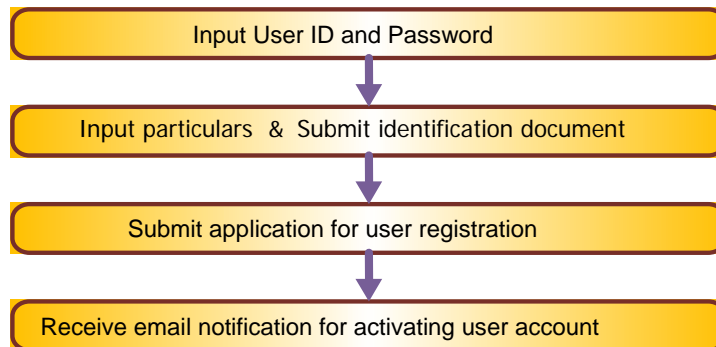 Input User ID and Password
Input particulars & Submit identification document
Submit application for user registration
Receive email notification for activating user account